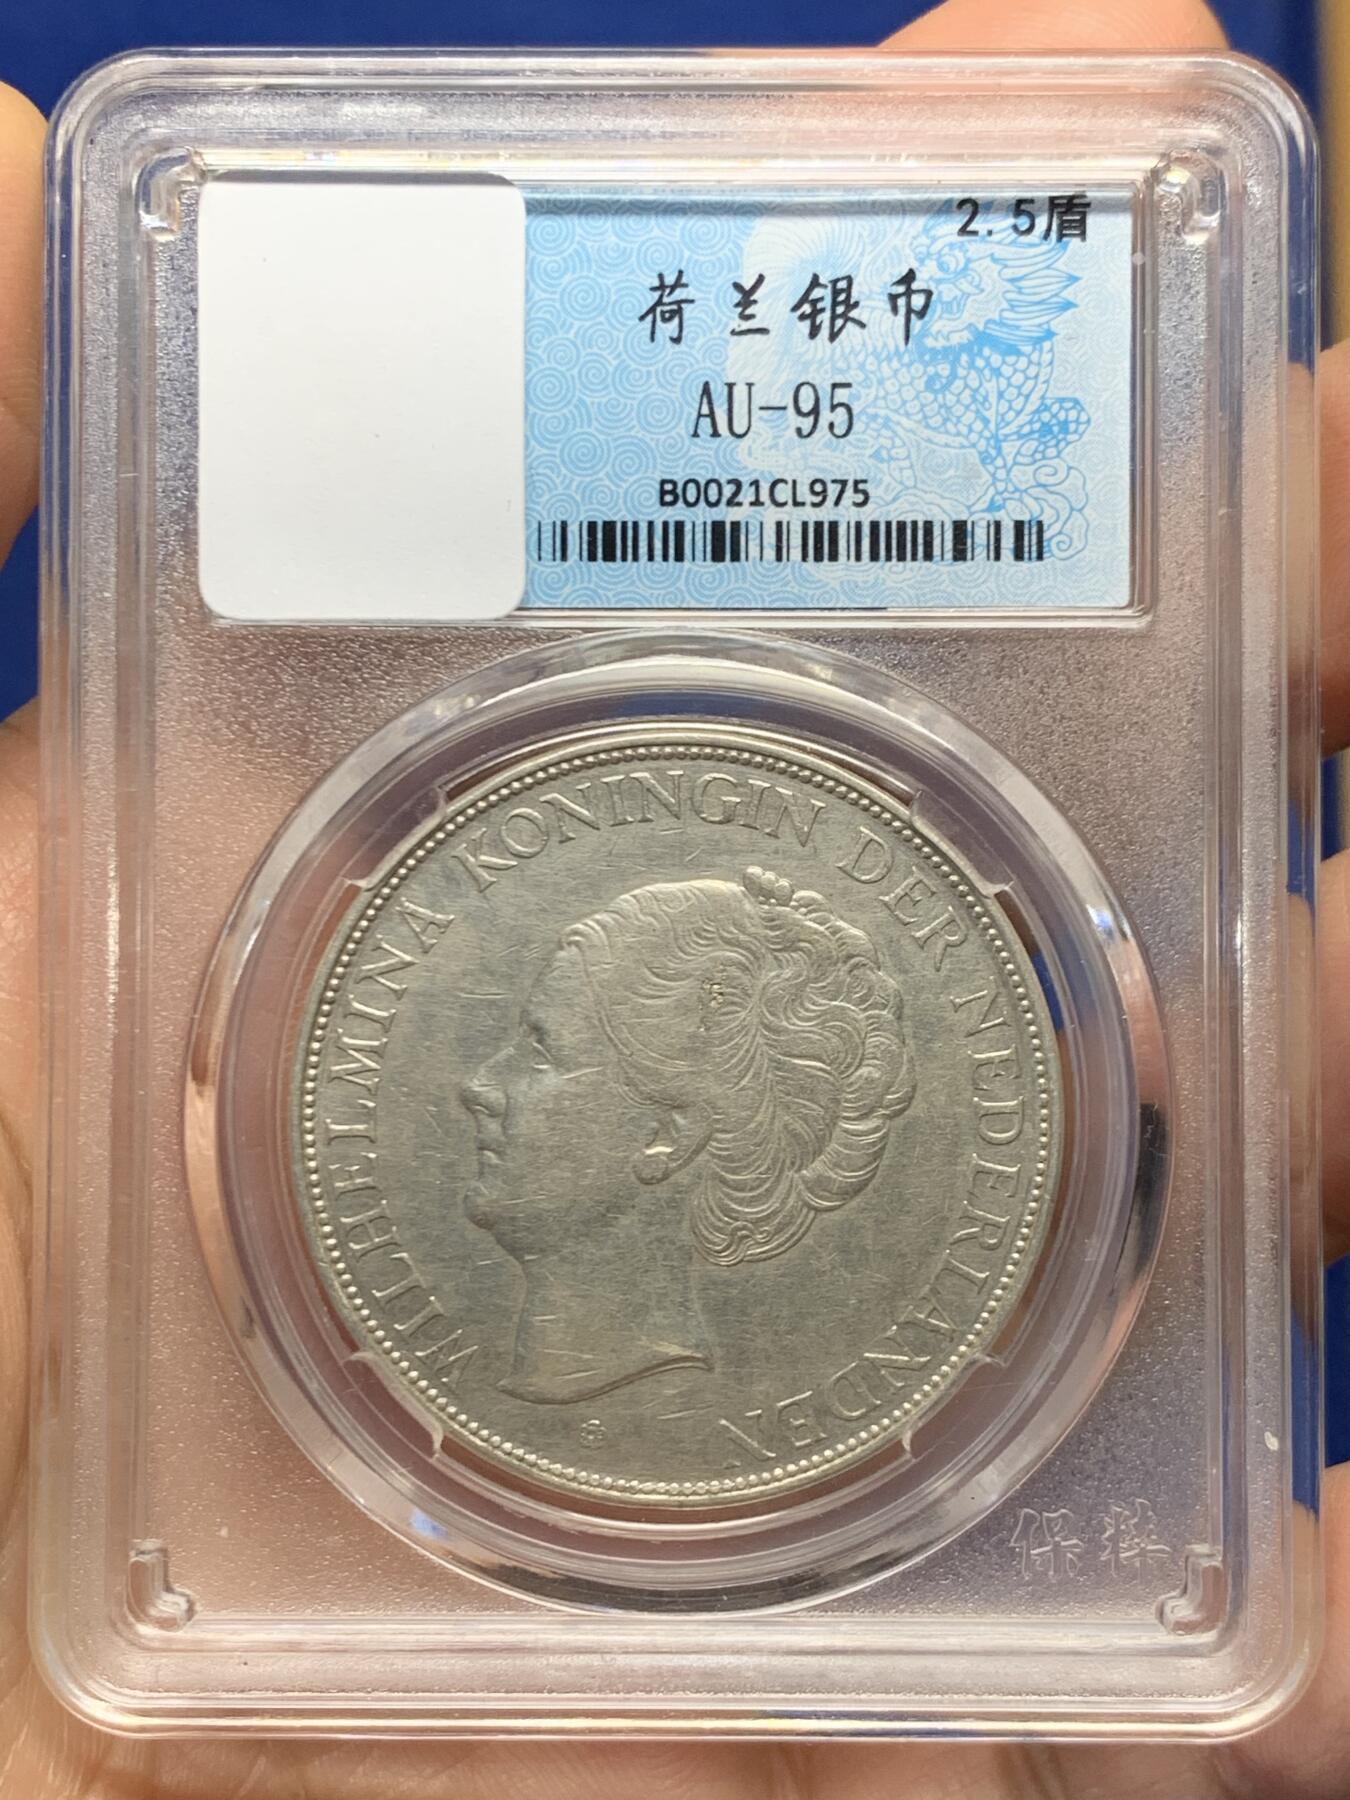 2.5盾
荷兰银币
AU-95
B0021CL975
WILHELMINA KONINGIN DER NEDERLANDEN
保粹